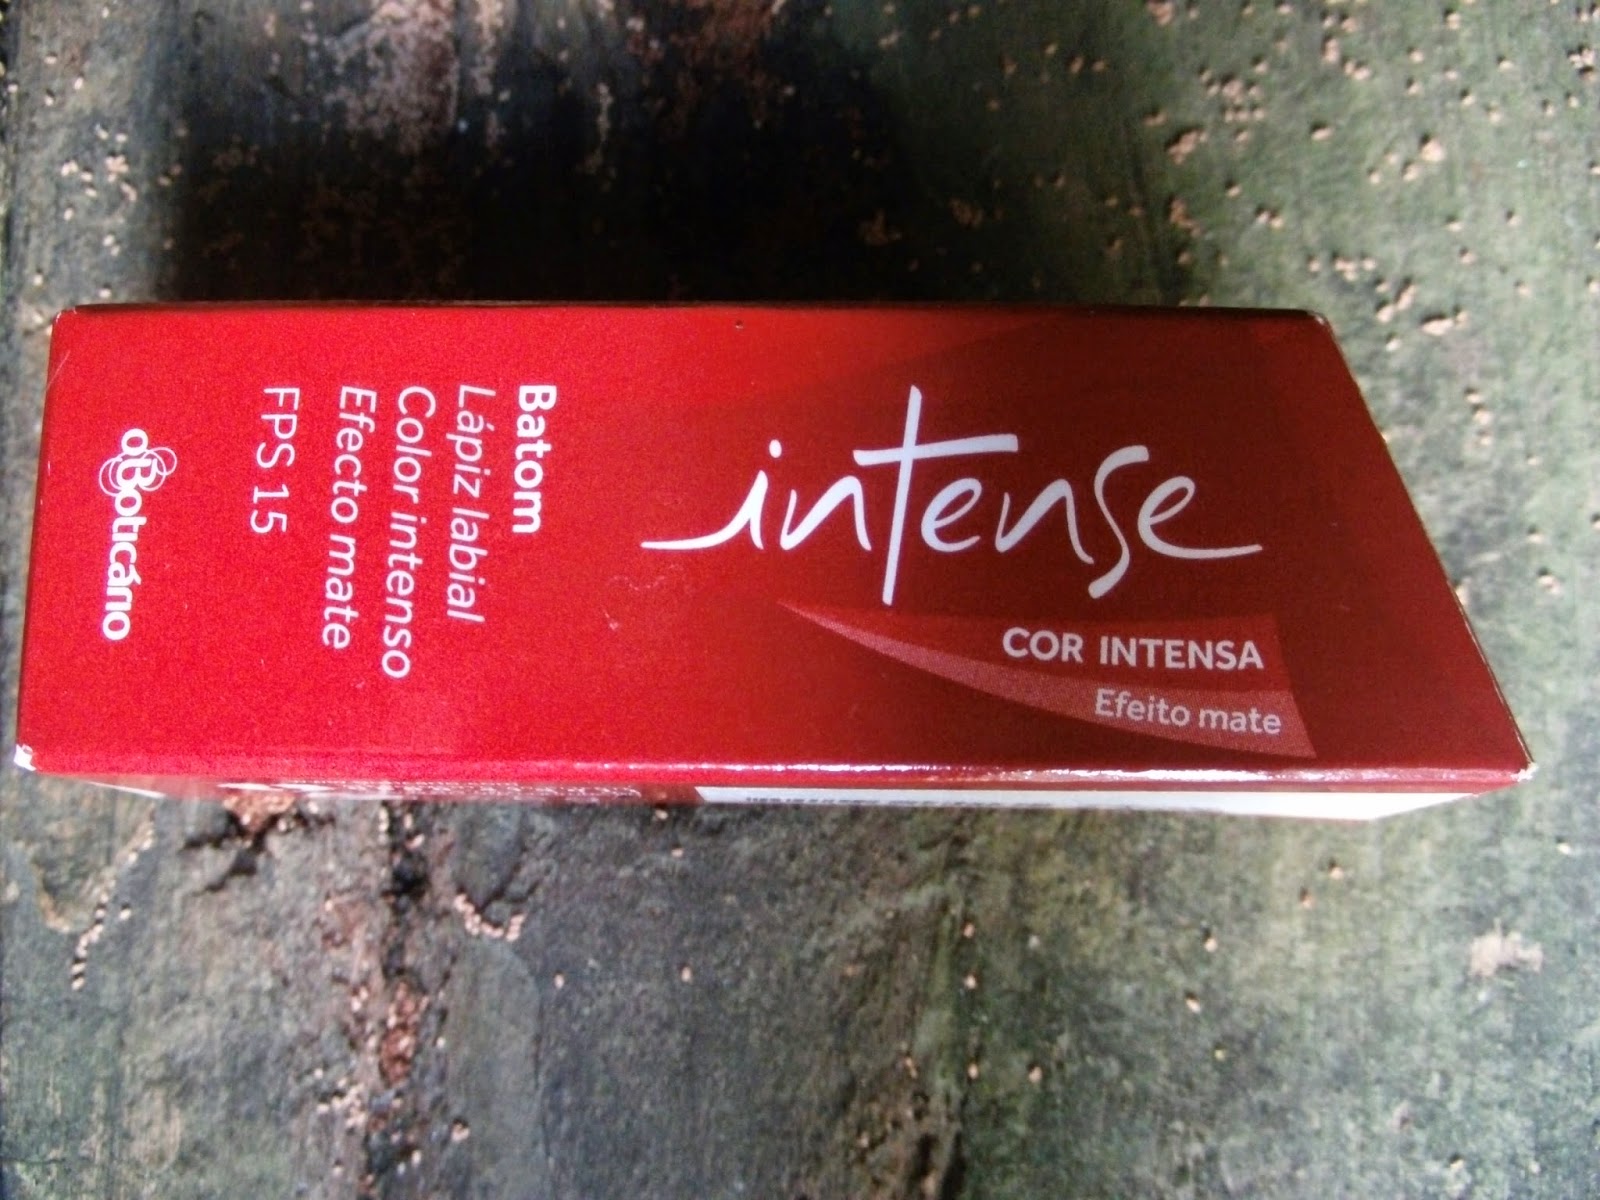 intense
COR INTENSA
Efeito mate
Batom
Lápiz labial
Color intenso
Efecto mate
FPS 15
oBoticário